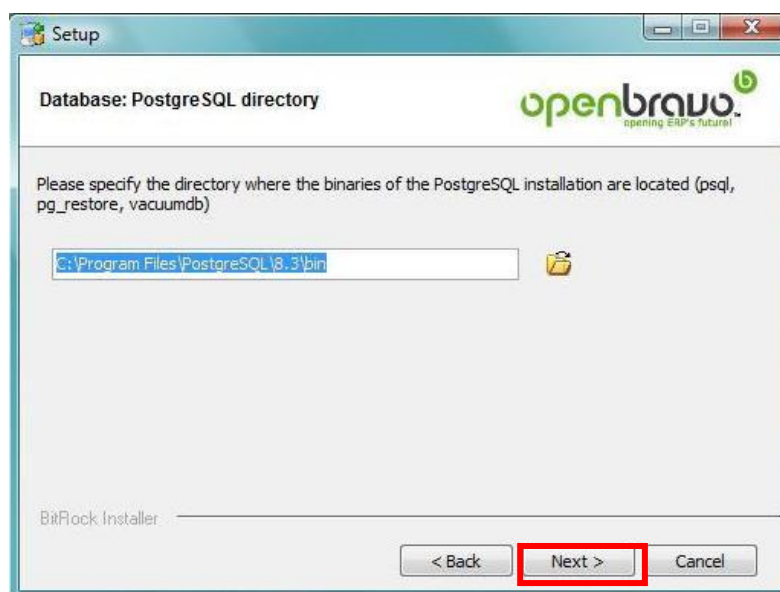 Setup
Database: PostgreSQL directory
openbravo.
opening ERP's future!
Please specify the directory where the binaries of the PostgreSQL installation are located (psql,
pg_restore, vacuumdb)
C:\Program Files\PostgreSQL\8.3\bin
BitRock Installer
< Back Next > Cancel